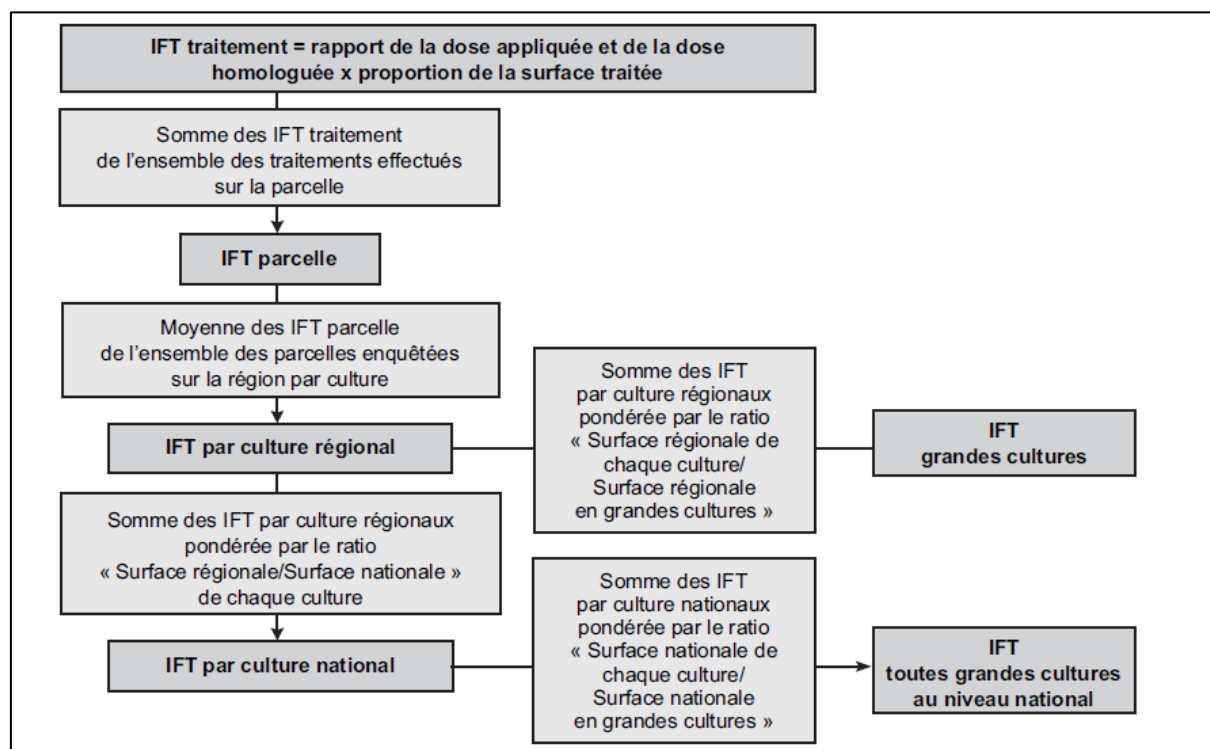 IFT traitement = rapport de la dose appliquée et de la dose
homologuée x proportion de la surface traitée
Somme des IFT traitement
de l'ensemble des traitements effectués
sur la parcelle
IFT parcelle
Moyenne des IFT parcelle
de l'ensemble des parcelles enquêtées
sur la région par culture
IFT par culture régional
Somme des IFT
par culture régionaux
pondérée par le ratio
« Surface régionale de
chaque culture/
Surface régionale
en grandes cultures »
IFT
grandes cultures
Somme des IFT par culture régionaux
pondérée par le ratio
« Surface régionale/Surface nationale »
de chaque culture
IFT par culture national
Somme des IFT
par culture nationaux
pondérée par le ratio
« Surface nationale de
chaque culture/
Surface nationale
en grandes cultures »
IFT
toutes grandes cultures
au niveau national